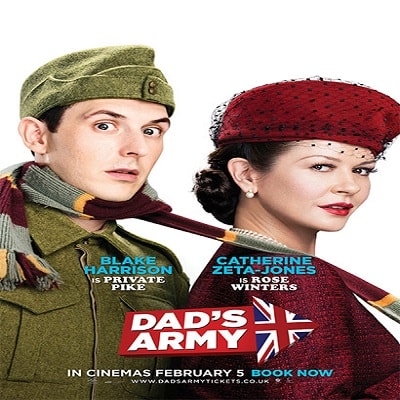 BLAKE
HARRISON
IS PRIVATE
PIKE
CATHERINE
ZETA-JONES
IS ROSE
WINTERS
DAD'S
ARMY
IN CINEMAS FEBRUARY 5 BOOK NOW
WWW.DADSARMYTICKETS.CO.UK
8